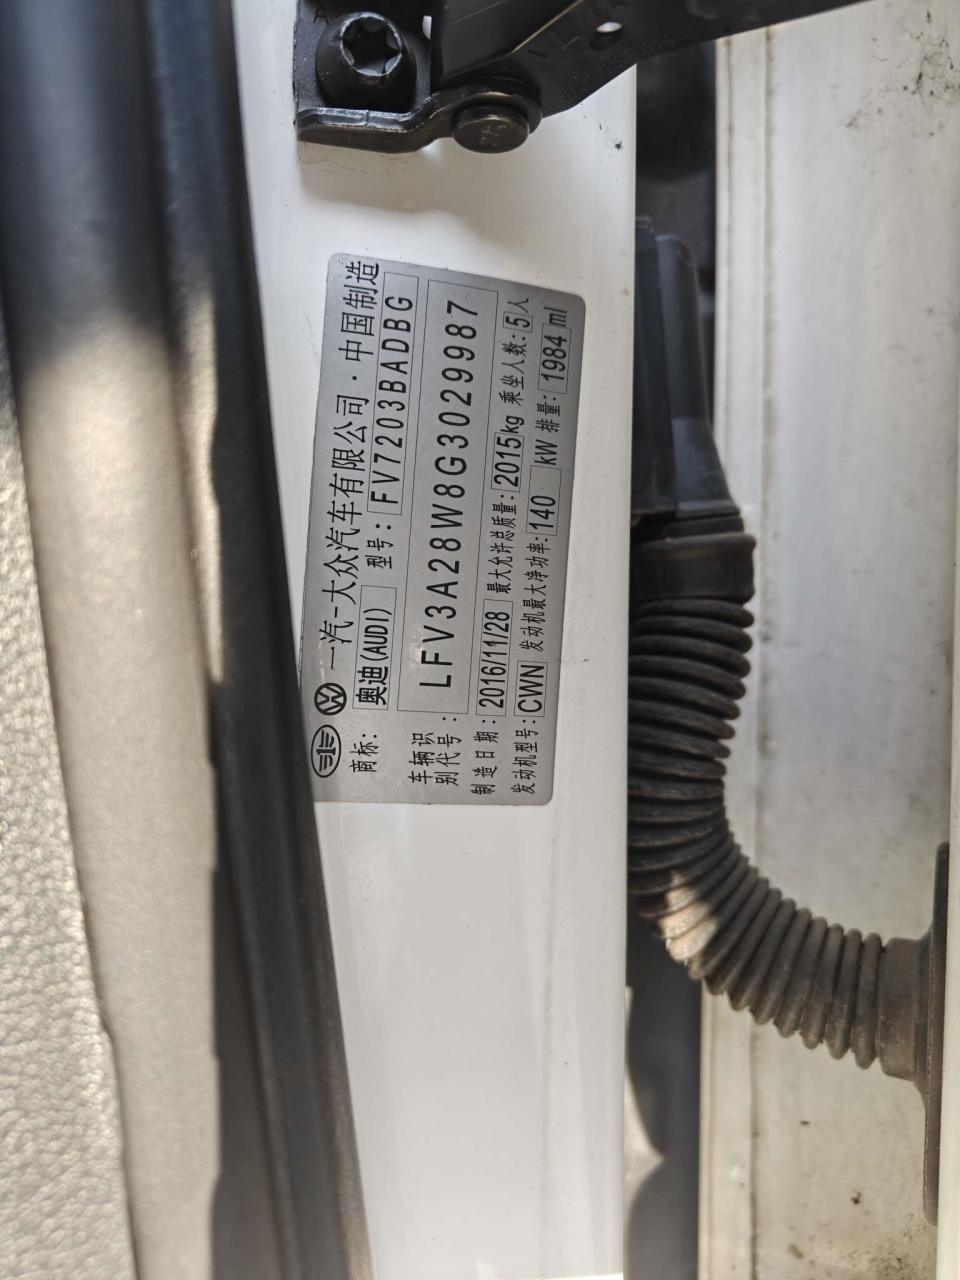 一汽-大众汽车有限公司·中国制造
商标：奥迪(AUDI) 型号：FV7203BADBG
车辆识别代号：LFV3A28W8G3029987
制造日期：2016/11/28 最大允许总质量：2015kg 乘坐人数：5人
发动机型号：CWN 发动机最大净功率：140 kW 排量：1984 ml